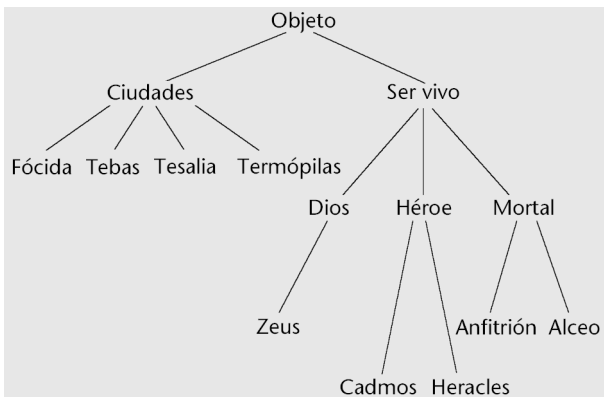 Objeto
Ciudades Ser vivo
Fócida Tebas Tesalia Termópilas
Dios Héroe Mortal
Zeus Anfitrión Alceo
Cadmos Heracles